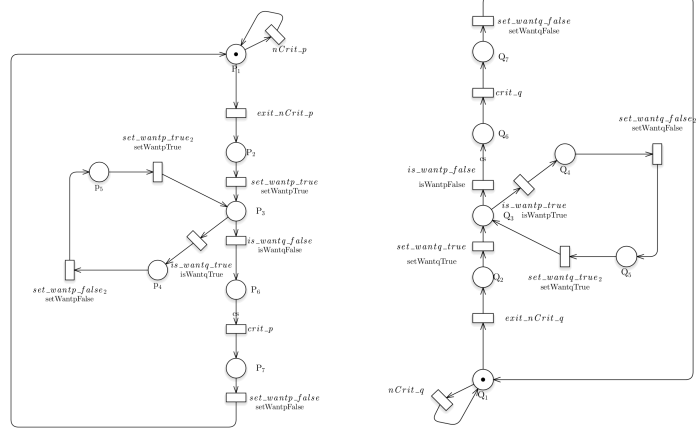 nCrit_p
P1
exit_nCrit_p
P2
set_wantp_true2
setWantpTrue
P5
set_wantp_true
setWantpTrue
P3
is_wantq_false
isWantqFalse
is_wantq_true
isWantqTrue
P4
set_wantp_false2
setWantpFalse
P6
cs
crit_p
P7
set_wantp_false
setWantpFalse
set_wantq_false
setWantqFalse
Q7
crit_q
set_wantq_false2
setWantqFalse
Q6
cs
is_wantp_false
isWantpFalse
Q4
is_wantp_true
isWantpTrue
Q3
set_wantq_true
setWantqTrue
Q2
set_wantq_true2
setWantqTrue
Q5
exit_nCrit_q
nCrit_q
Q1